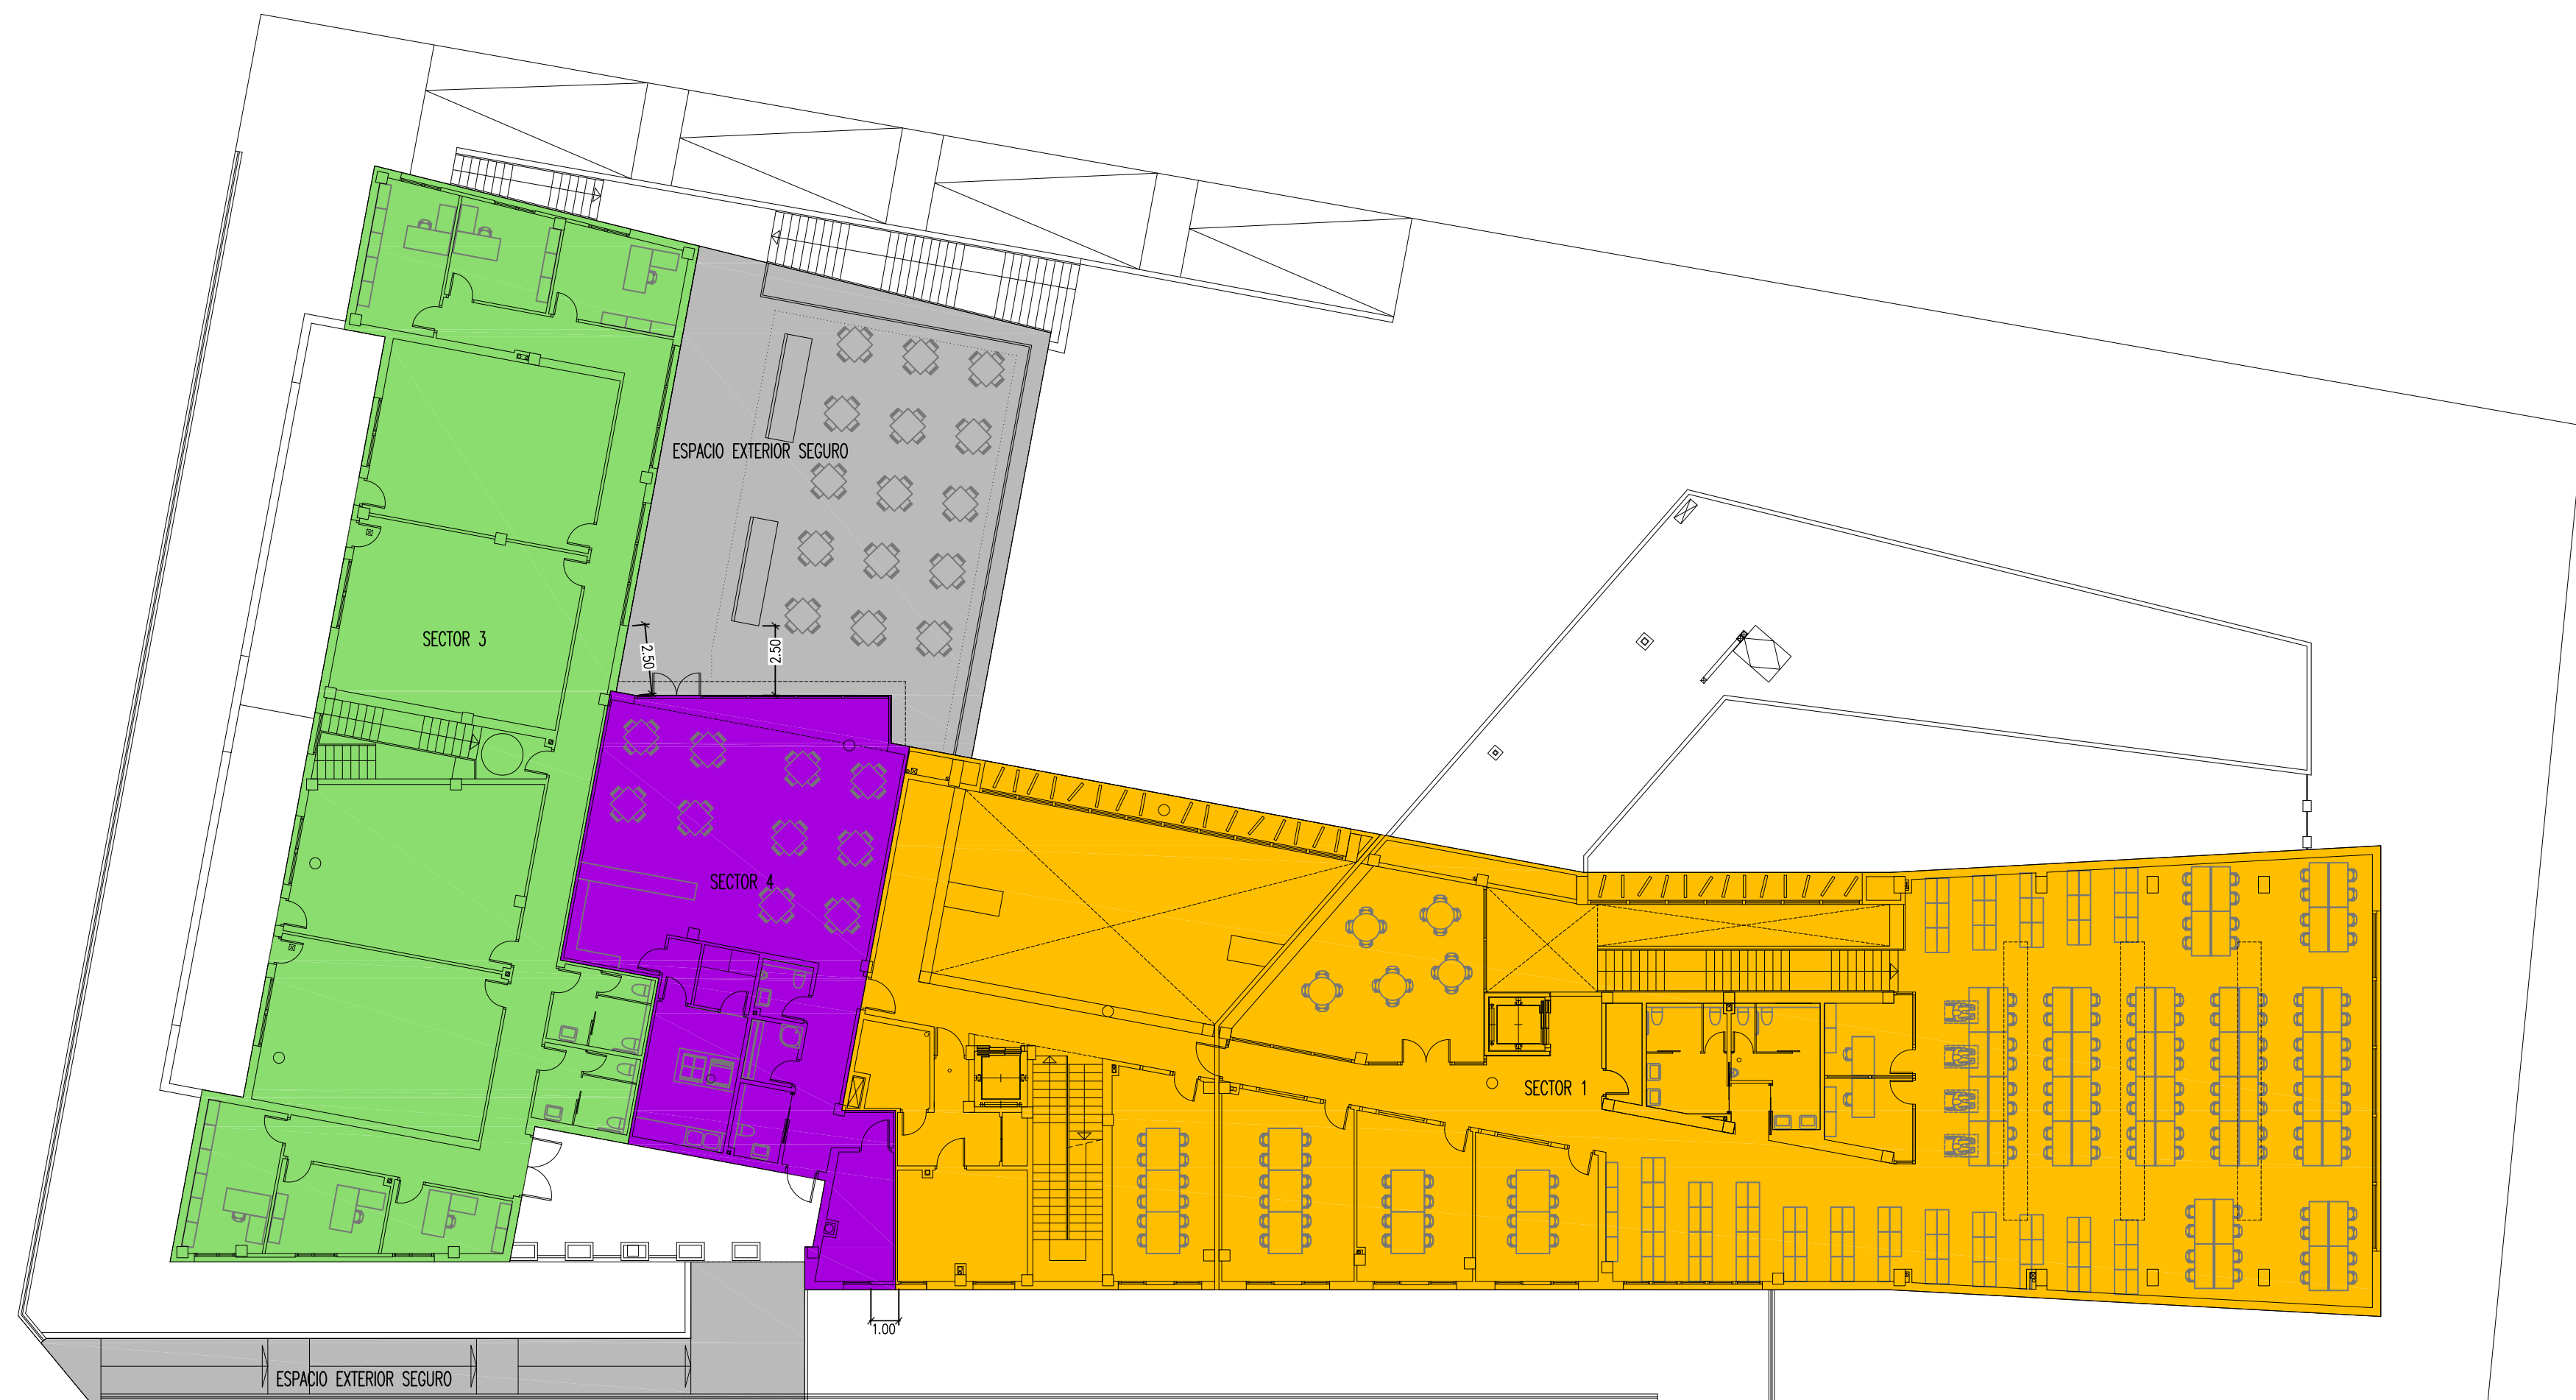 ESPACIO EXTERIOR SEGURO
SECTOR 3
2.50
2.50
SECTOR 4
SECTOR 1
1.00
ESPACIO EXTERIOR SEGURO